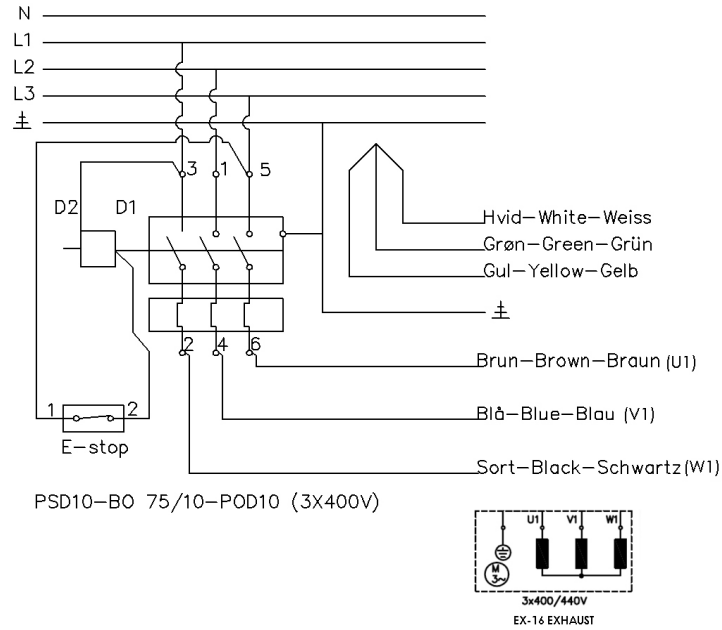 N
L1
L2
L3
3 1 5
D2 D1
Hvid-White-Weiss
Grøn-Green-Grün
Gul-Yellow-Gelb
2 4 6
Brun-Brown-Braun (U1)
1 2
Blå-Blue-Blau (V1)
E-stop
Sort-Black-Schwartz (W1)
PSD10-BO 75/10-POD10 (3X400V)
U1 V1 W1
M
3~
3x400/440V
EX-16 EXHAUST